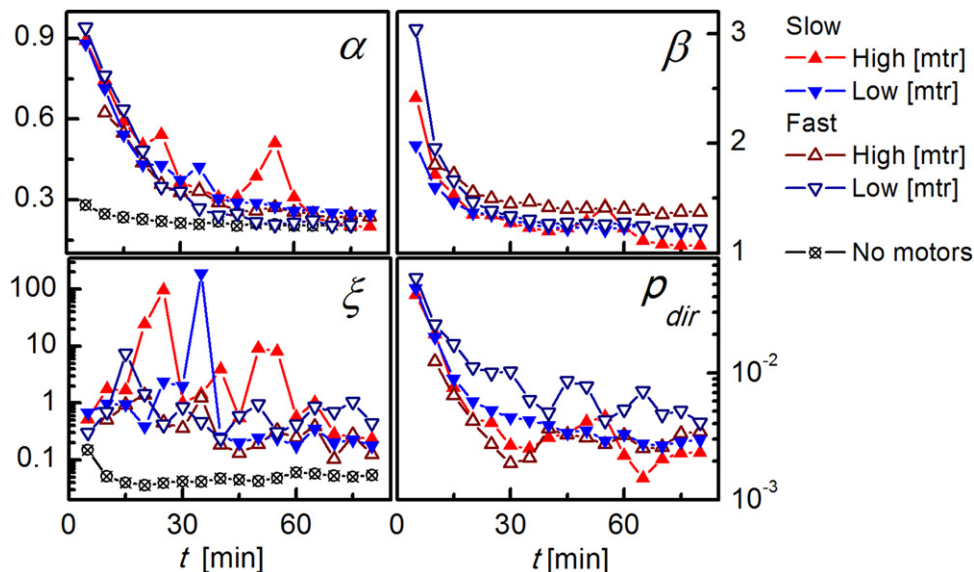 0.9
0.6
0.3
α
β
3
2
1
Slow
High [mtr]
Low [mtr]
Fast
High [mtr]
Low [mtr]
No motors
100
10
1
0.1
ξ
p dir
10⁻²
10⁻³
0 30 60
0 30 60
t [min]
t [min]